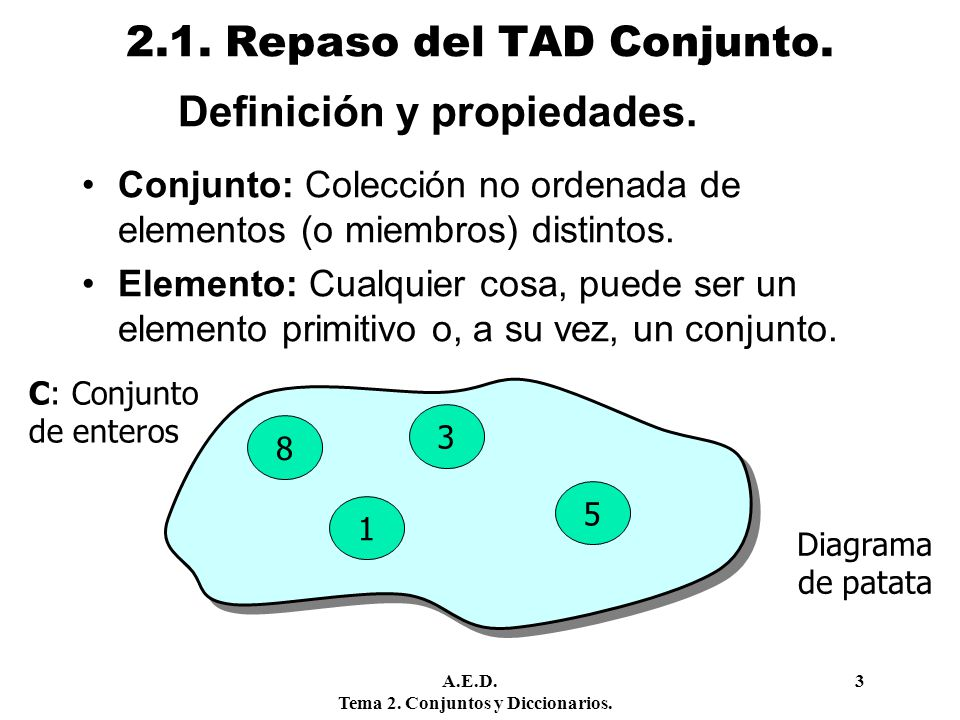 2.1. Repaso del TAD Conjunto.
Definición y propiedades.
• Conjunto: Colección no ordenada de
elementos (o miembros) distintos.
• Elemento: Cualquier cosa, puede ser un
elemento primitivo o, a su vez, un conjunto.
C: Conjunto
de enteros
8
3
1
5
Diagrama
de patata
A.E.D.
Tema 2. Conjuntos y Diccionarios.
3